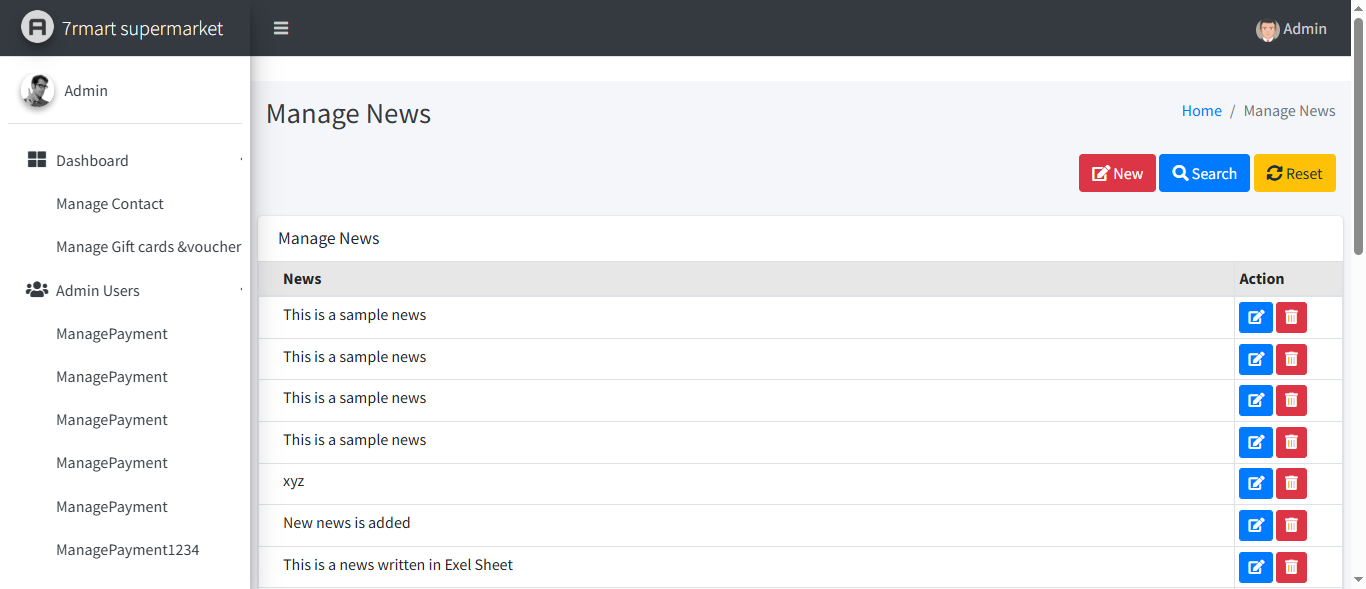 7rmart supermarket
Admin
Admin
Dashboard
Manage Contact
Manage Gift cards &voucher
Admin Users
ManagePayment
ManagePayment
ManagePayment
ManagePayment
ManagePayment
ManagePayment1234
Manage News
Home / Manage News
New Search Reset
Manage News
News Action
This is a sample news
This is a sample news
This is a sample news
This is a sample news
xyz
New news is added
This is a news written in Exel Sheet